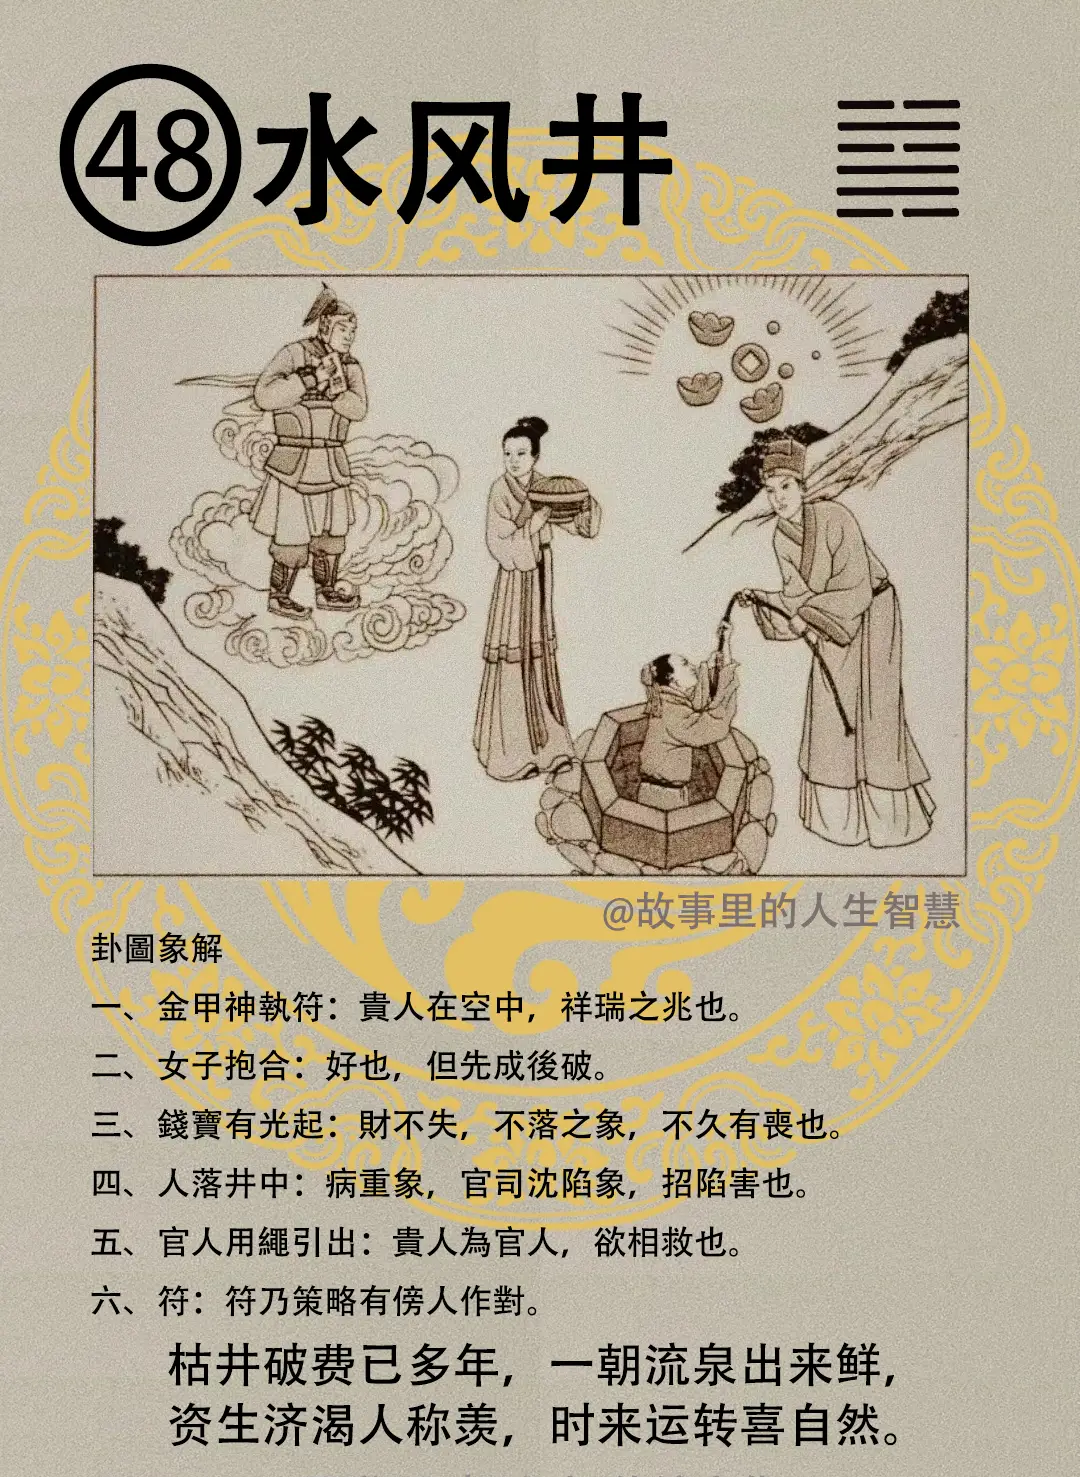 48 水风井
@故事里的人生智慧
卦圖象解
一、金甲神執符：貴人在空中，祥瑞之兆也。
二、女子抱合：好也，但先成後破。
三、錢寶有光起：財不失，不落之象，不久有喪也。
四、人落井中：病重象，官司沈陷象，招陷害也。
五、官人用繩引出：貴人為官人，欲相救也。
六、符：符乃策略有傍人作對。
枯井破费已多年，一朝流泉出来鲜，
资生济渴人称羡，时来运转喜自然。